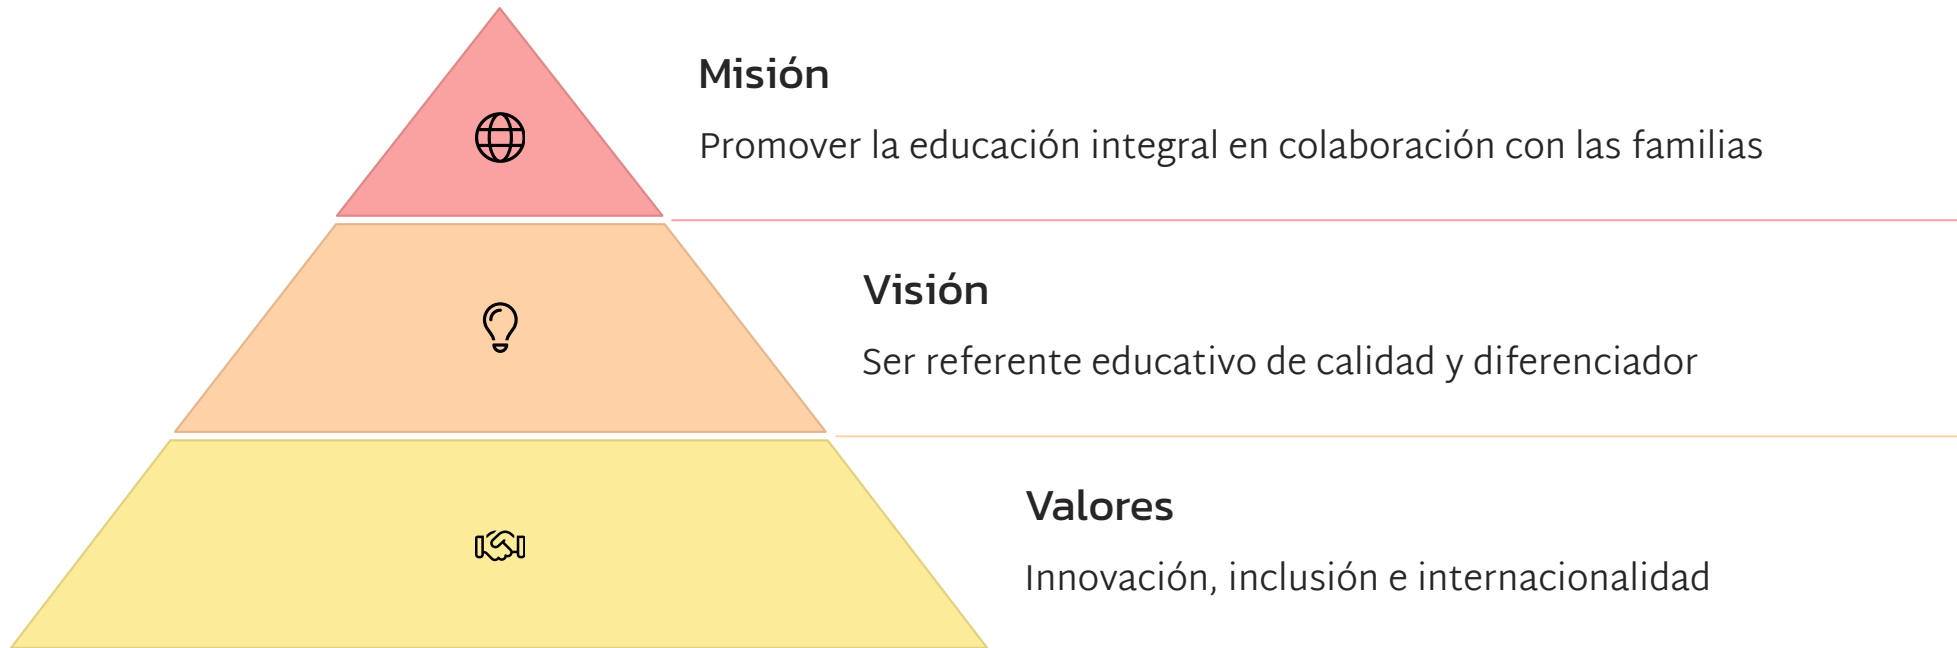 Misión
Promover la educación integral en colaboración con las familias
Visión
Ser referente educativo de calidad y diferenciador
Valores
Innovación, inclusión e internacionalidad